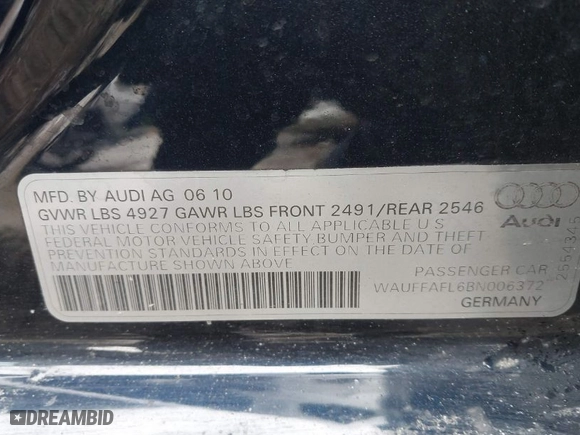 MFD. BY AUDI AG 06 10
GVWR LBS 4927 GAWR LBS FRONT 2491/REAR 2546
THIS VEHICLE CONFORMS TO ALL APPLICABLE U S
FEDERAL MOTOR VEHICLE SAFETY BUMPER AND THEFT
PREVENTION STANDARDS IN EFFECT ON THE DATE OF
MANUFACTURE SHOWN ABOVE
PASSENGER CAR
WAUFFAFL6BN006372
GERMANY
Audi
2554345
DREAMBID